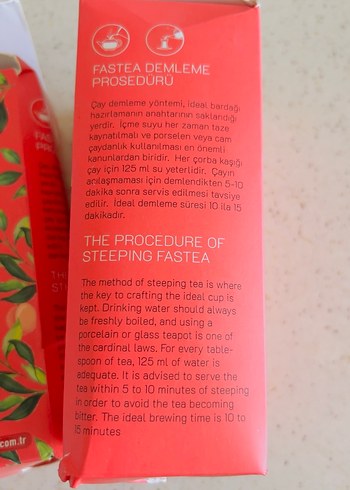 FASTEA DEMLEME
PROSEDÜRÜ
Çay demleme yöntemi, ideal bardağı
hazırlamanın anahtarının saklandığı
yerdir. İçme suyu her zaman taze
kaynatılmalı ve porselen veya cam
çaydanlık kullanılması en önemli
kanunlardan biridir. Her çorba kaşığı
çay için 125 ml su yeterlidir. Çayın
anılaşmaması için demlendikten 5-10
dakika sonra servis edilmesi tavsiye
edilir. İdeal demleme süresi 10 ila 15
dakikadır.
THE PROCEDURE OF
STEEPING FASTEA
The method of steeping tea is where
the key to crafting the ideal cup is
kept. Drinking water should always
be freshly boiled, and using a
porcelain or glass teapot is one of
the cardinal laws. For every table-
spoon of tea, 125 ml of water is
adequate. It is advised to serve the
tea within 5 to 10 minutes of steeping
in order to avoid the tea becoming
bitter. The ideal brewing time is 10 to
15 minutes
FASTE
PRO
TH
ST
.com.tr